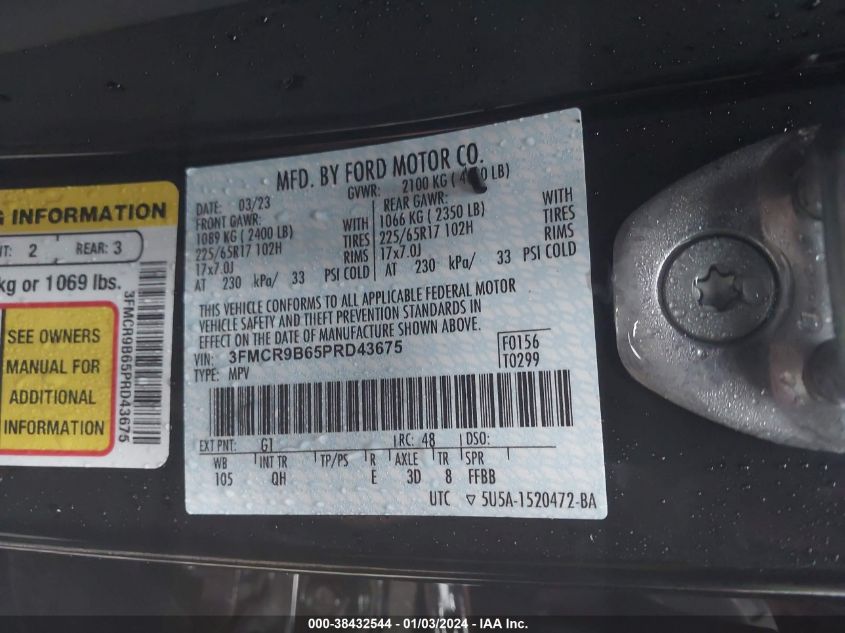 G INFORMATION
NT: 2 REAR: 3
kg or 1069 lbs.
SEE OWNERS
MANUAL FOR
ADDITIONAL
INFORMATION
3FMCR9B65PRD43675
MFD. BY FORD MOTOR CO.
DATE: 03/23 GVWR: 2100 KG ( LB)
FRONT GAWR: REAR GAWR:
1089 KG ( 2400 LB) WITH 1066 KG ( 2350 LB) WITH
225/65R17 102H TIRES 225/65R17 102H TIRES
17x7.0J RIMS 17x7.0J RIMS
AT 230 kPa/ 33 PSI COLD AT 230 kPa/ 33 PSI COLD
THIS VEHICLE CONFORMS TO ALL APPLICABLE FEDERAL MOTOR
VEHICLE SAFETY AND THEFT PREVENTION STANDARDS IN
EFFECT ON THE DATE OF MANUFACTURE SHOWN ABOVE.
VIN: 3FMCR9B65PRD43675 F0156
TYPE: MPV T0299
EXT PNT: G1 RC: 48 DSO:
WB INT TR TP/PS R AXLE TR SPR
105 QH E 3D 8 FFBB
UTC ▽ 5U5A-1520472-BA
000-38432544 / 01/03/2024 - IAA Inc.